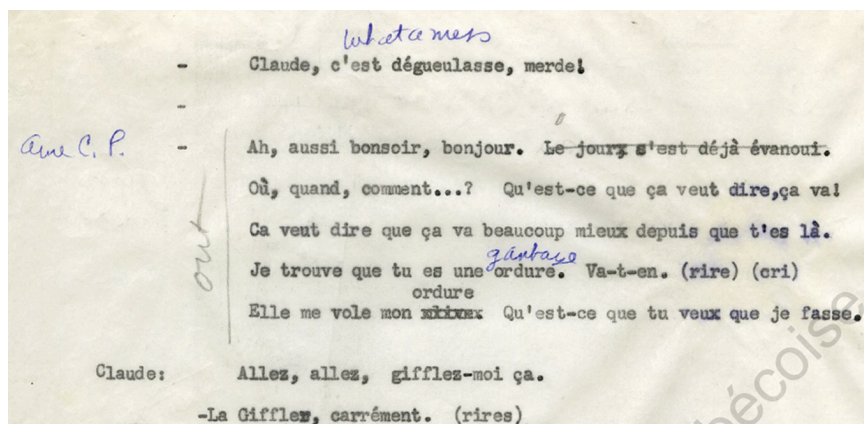 What a mess
- Claude, c'est dégueulasse, merde!
-
- Ah, aussi bonsoir, bonjour. Le jour s'est déjà évanoui.
Où, quand, comment...? Qu'est-ce que ça veut dire,ça va!
out
Ca veut dire que ça va beaucoup mieux depuis que t'es là.
garbage
Je trouve que tu es une ordure. Va-t-en. (rire) (cri)
ordure
Elle me vole mon Qu'est-ce que tu veux que je fasse.
Claude: Allez, allez, gifflez-moi ça.
-La Giffler, carrément. (rires)
bécoise